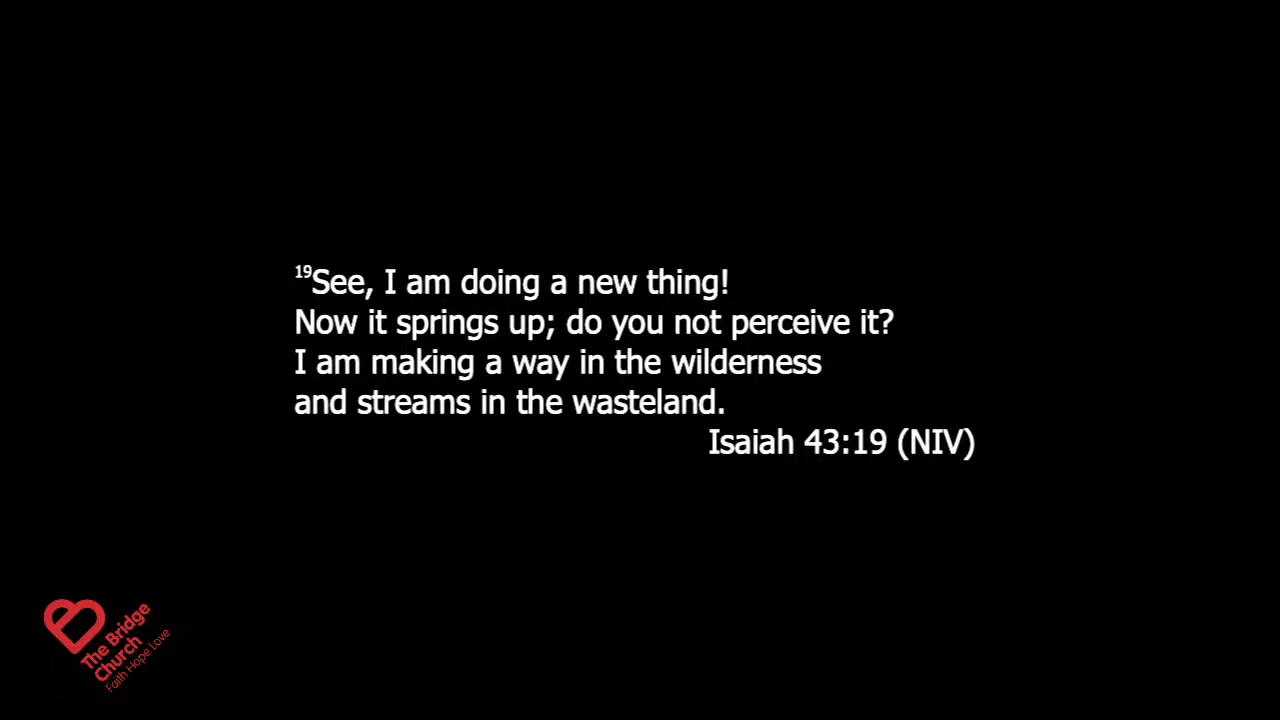 ¹⁹See, I am doing a new thing!
Now it springs up; do you not perceive it?
I am making a way in the wilderness
and streams in the wasteland.
Isaiah 43:19 (NIV)
The Bridge
Church
Faith Hope Love